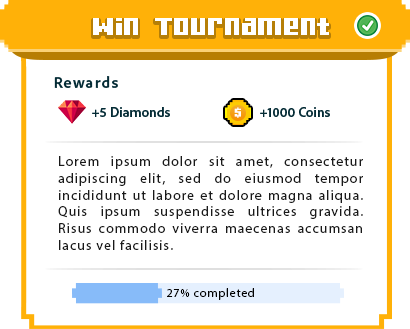 Win Tournament
Rewards
+5 Diamonds
+1000 Coins
Lorem ipsum dolor sit amet, consectetur
adipiscing elit, sed do eiusmod tempor
incididunt ut labore et dolore magna aliqua.
Quis ipsum suspendisse ultrices gravida.
Risus commodo viverra maecenas accumsan
lacus vel facilisis.
27% completed